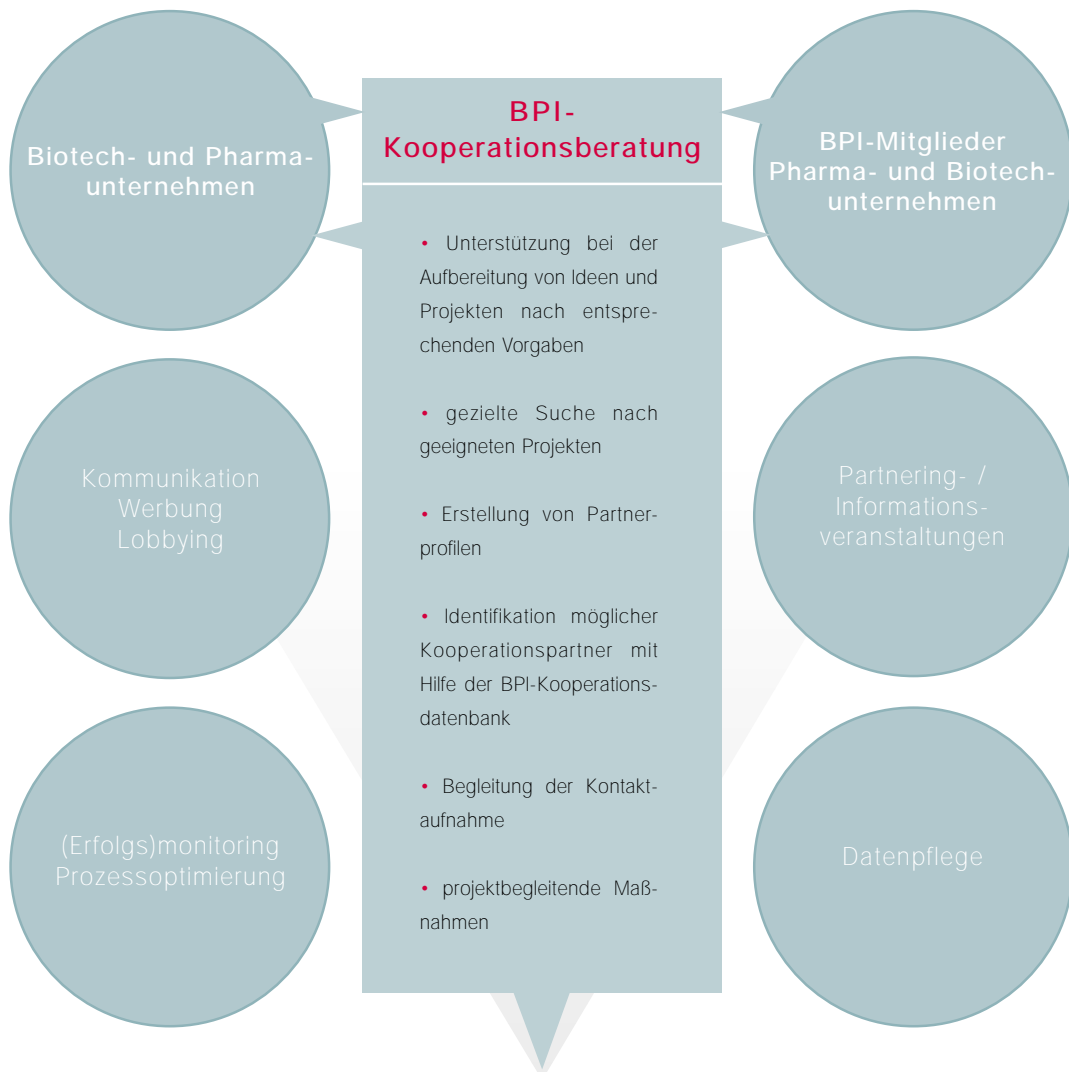 Biotech- und Pharma-
unternehmen
BPI-
Kooperationsberatung
BPI-Mitglieder
Pharma- und Biotech-
unternehmen
• Unterstützung bei der
Aufbereitung von Ideen und
Projekten nach entspre-
chenden Vorgaben
• gezielte Suche nach
geeigneten Projekten
• Erstellung von Partner-
profilen
• Identifikation möglicher
Kooperationspartner mit
Hilfe der BPI-Kooperations-
datenbank
• Begleitung der Kontakt-
aufnahme
• projektbegleitende Maß-
nahmen
Kommunikation
Werbung
Lobbying
Partnering- /
Informations-
veranstaltungen
(Erfolgs)monitoring
Prozessoptimierung
Datenpflege